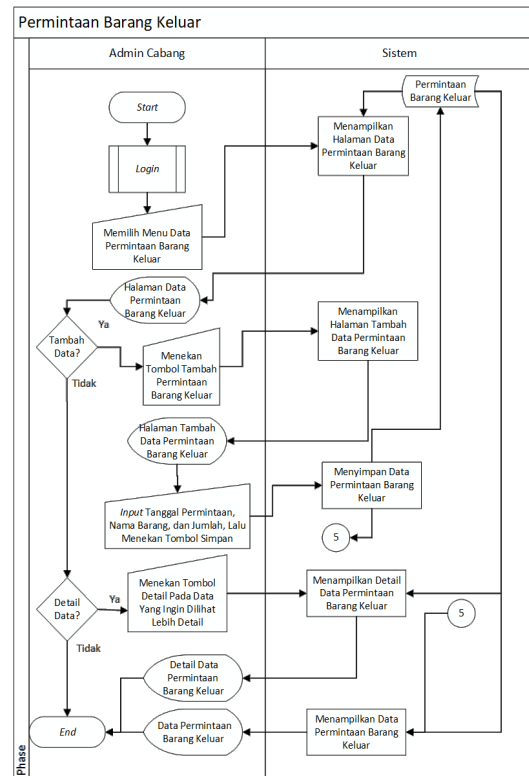 Permintaan Barang Keluar
Admin Cabang
Sistem
Start
Permintaan
Barang Keluar
Menampilkan
Halaman Data
Permintaan Barang
Keluar
Login
Memilih Menu Data
Permintaan Barang
Keluar
Halaman Data
Permintaan
Barang Keluar
Ya
Tambah
Data?
Tidak
Menekan
Tombol Tambah
Permintaan
Barang Keluar
Menampilkan
Halaman Tambah
Data Permintaan
Barang Keluar
Halaman Tambah
Data Permintaan
Barang Keluar
Menyimpan Data
Permintaan Barang
Keluar
Input Tanggal Permintaan,
Nama Barang, dan Jumlah, Lalu
Menekan Tombol Simpan
5
Detail
Data?
Ya
Tidak
Menekan Tombol
Detail Pada Data
Yang Ingin Dilihat
Lebih Detail
Menampilkan Detail
Data Permintaan
Barang Keluar
5
Detail Data
Permintaan
Barang Keluar
End
Data Permintaan
Barang Keluar
Menampilkan Data
Permintaan Barang
Keluar
Phase